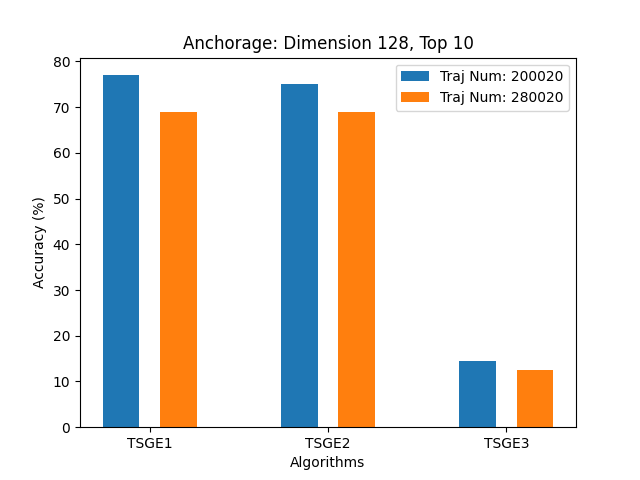 Anchorage: Dimension 128, Top 10
Traj Num: 200020
Traj Num: 280020
80
70
60
50
40
30
20
10
0
Accuracy (%)
TSGE1 TSGE2 TSGE3
Algorithms